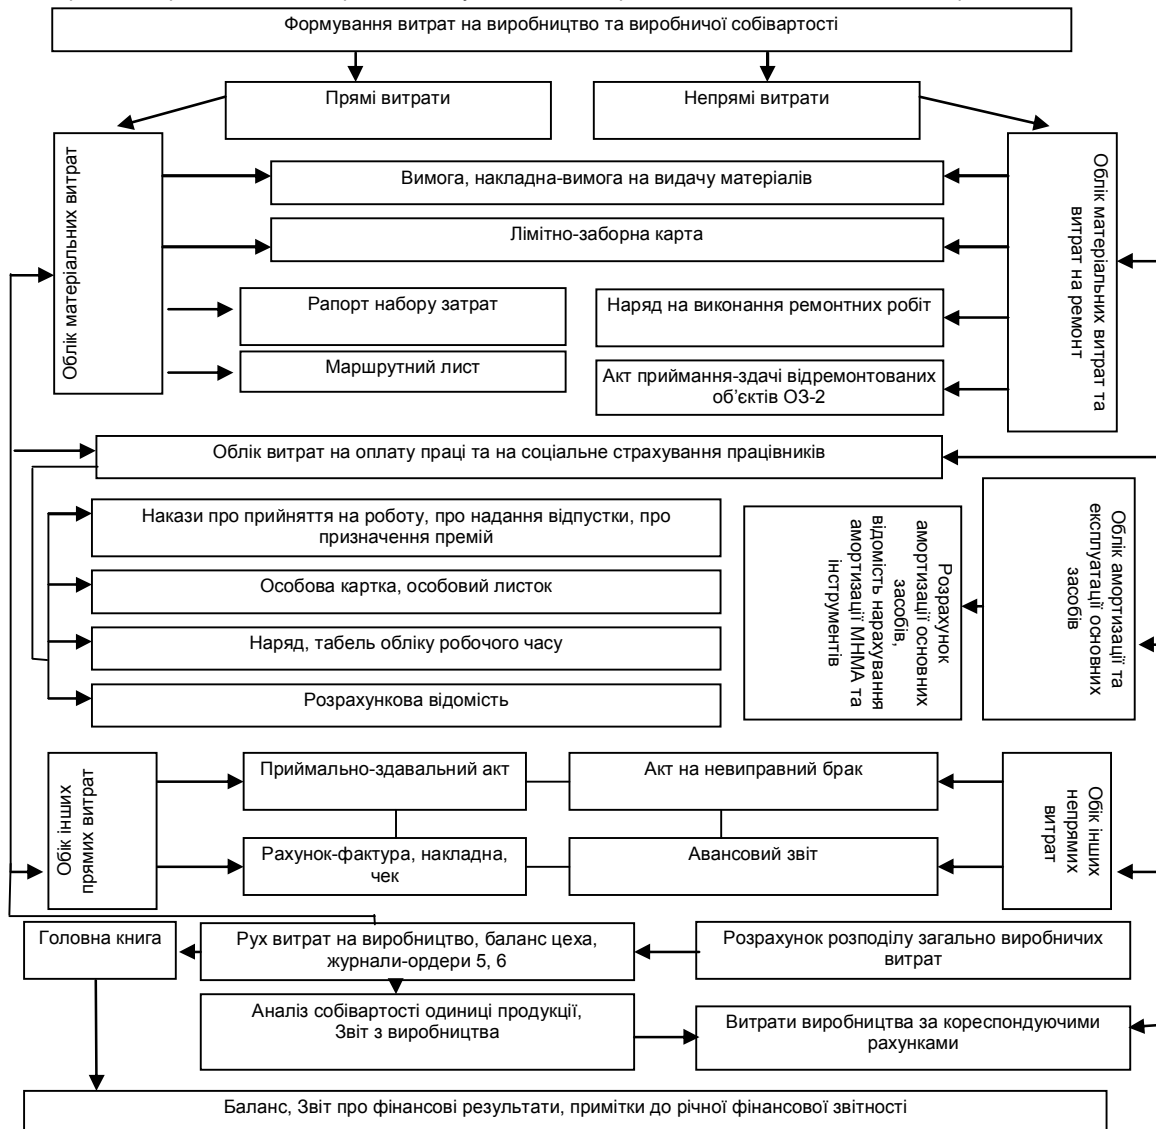 Формування витрат на виробництво та виробничої собівартості
Прямі витрати
Непрямі витрати
Облік матеріальних витрат
Вимога, накладна-вимога на видачу матеріалів
Лімітно-заборна карта
Рапорт набору затрат
Маршрутний лист
Наряд на виконання ремонтних робіт
Акт приймання-здачі відремонтованих
об’єктів ОЗ-2
Облік матеріальних витрат та
витрат на ремонт
Облік витрат на оплату праці та на соціальне страхування працівників
Накази про прийняття на роботу, про надання відпустки, про
призначення премій
Особова картка, особовий листок
Наряд, табель обліку робочого часу
Розрахункова відомість
Розрахунок
амортизації основних
засобів,
відомість нарахування
амортизації МНМА та
інструментів
Облік амортизації та
експлуатації основних
засобів
Обік інших
прямих витрат
Приймально-здавальний акт
Акт на невиправний брак
Рахунок-фактура, накладна,
чек
Авансовий звіт
Обік інших
непрямих
витрат
Головна книга
Рух витрат на виробництво, баланс цеха,
журнали-ордери 5, 6
Розрахунок розподілу загально виробничих
витрат
Аналіз собівартості одиниці продукції,
Звіт з виробництва
Витрати виробництва за кореспондуючими
рахунками
Баланс, Звіт про фінансові результати, примітки до річної фінансової звітності